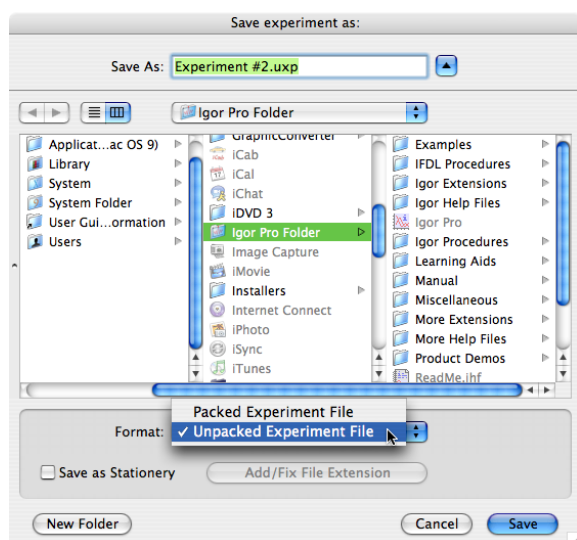 Save experiment as:
Save As: Experiment #2.uxp
Igor Pro Folder
Applicat...ac OS 9)
Library
System
System Folder
User Gui...ormation
Users
GraphicConverter
iCab
iCal
iChat
iDVD 3
Igor Pro Folder
Image Capture
iMovie
Installers
Internet Connect
iPhoto
iSync
iTunes
Examples
IFDL Procedures
Igor Extensions
Igor Help Files
Igor Pro
Igor Procedures
Learning Aids
Manual
Miscellaneous
More Extensions
More Help Files
Product Demos
ReadMe.ihf
Packed Experiment File
Format: ✓ Unpacked Experiment File
Save as Stationery
Add/Fix File Extension
New Folder
Cancel
Save